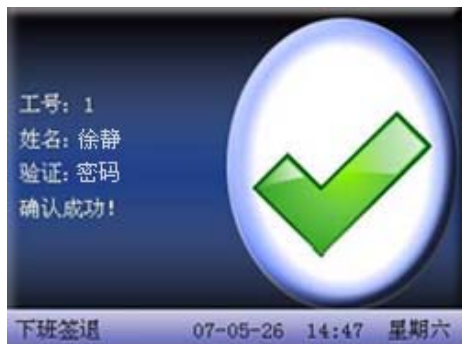 工号: 1
姓名: 徐静
验证: 密码
确认成功!
下班签退 07-05-26 14:47 星期六